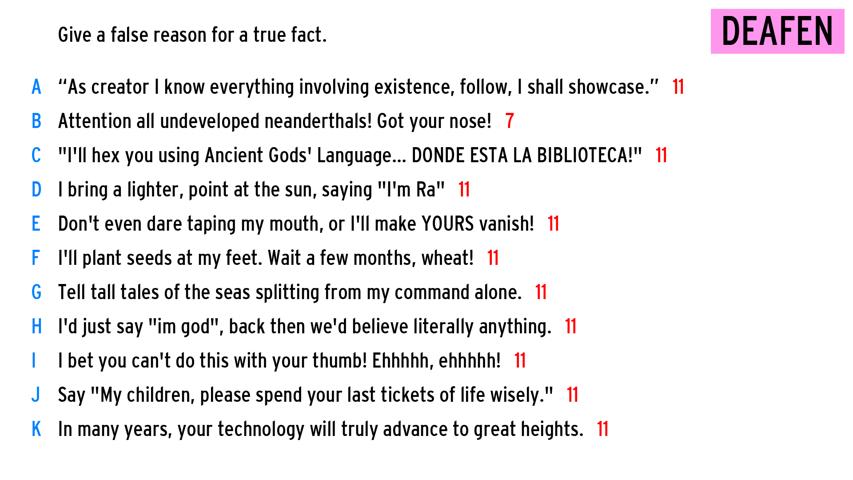 Give a false reason for a true fact.
DEAFEN
A “As creator I know everything involving existence, follow, I shall showcase.” 11
B Attention all undeveloped neanderthals! Got your nose! 7
C "I'll hex you using Ancient Gods' Language... DONDE ESTA LA BIBLIOTECA!" 11
D I bring a lighter, point at the sun, saying "I'm Ra" 11
E Don't even dare taping my mouth, or I'll make YOURS vanish! 11
F I'll plant seeds at my feet. Wait a few months, wheat! 11
G Tell tall tales of the seas splitting from my command alone. 11
H I'd just say "im god", back then we'd believe literally anything. 11
I I bet you can't do this with your thumb! Ehhhhh, ehhhhh! 11
J Say "My children, please spend your last tickets of life wisely." 11
K In many years, your technology will truly advance to great heights. 11